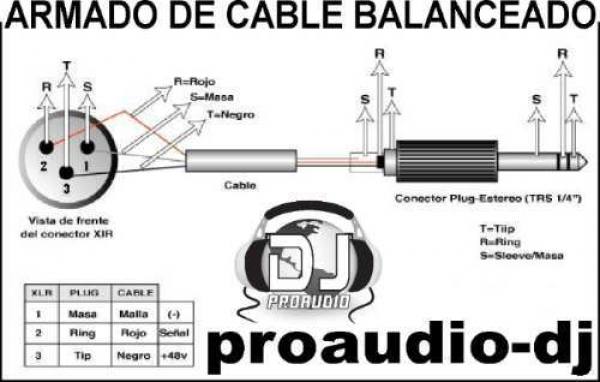 ARMADO DE CABLE BALANCEADO
R T S
R=Rojo
S=Masa
T=Negro
R
S T
R
S T
2 1
3
Cable
Conector Plug-Estereo (TRS 1/4")
Vista de frente
del conector XlR
T=Tiip
R=Ring
S=Sleeve/Masa
DJ
PROAUDIO
XLR PLUG CABLE
1 Masa Malla (-)
2 Ring Rojo Señal
3 Tip Negro +48v
proaudio-dj